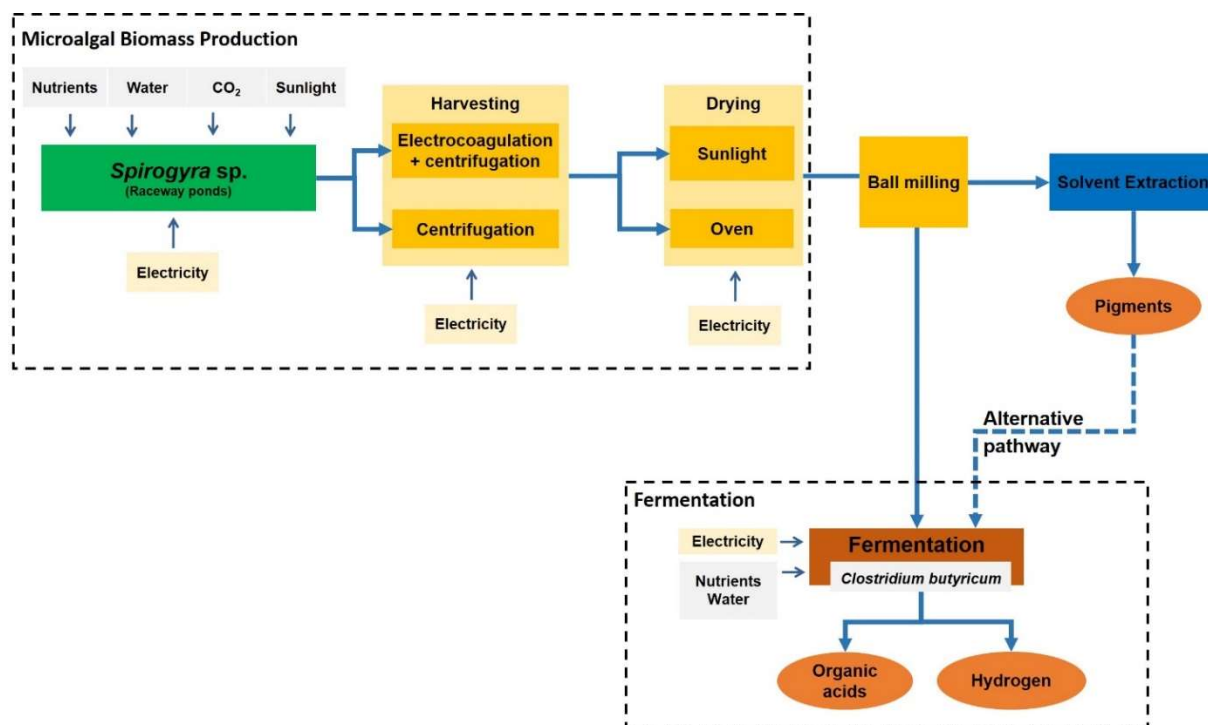 Microalgal Biomass Production
Nutrients
Water
CO₂
Sunlight
Spirogyra sp.
(Raceway ponds)
Electricity
Harvesting
Electrocoagulation
+ centrifugation
Centrifugation
Electricity
Drying
Sunlight
Oven
Electricity
Ball milling
Solvent Extraction
Pigments
Alternative
pathway
Fermentation
Electricity
Nutrients
Water
Fermentation
Clostridium butyricum
Organic
acids
Hydrogen